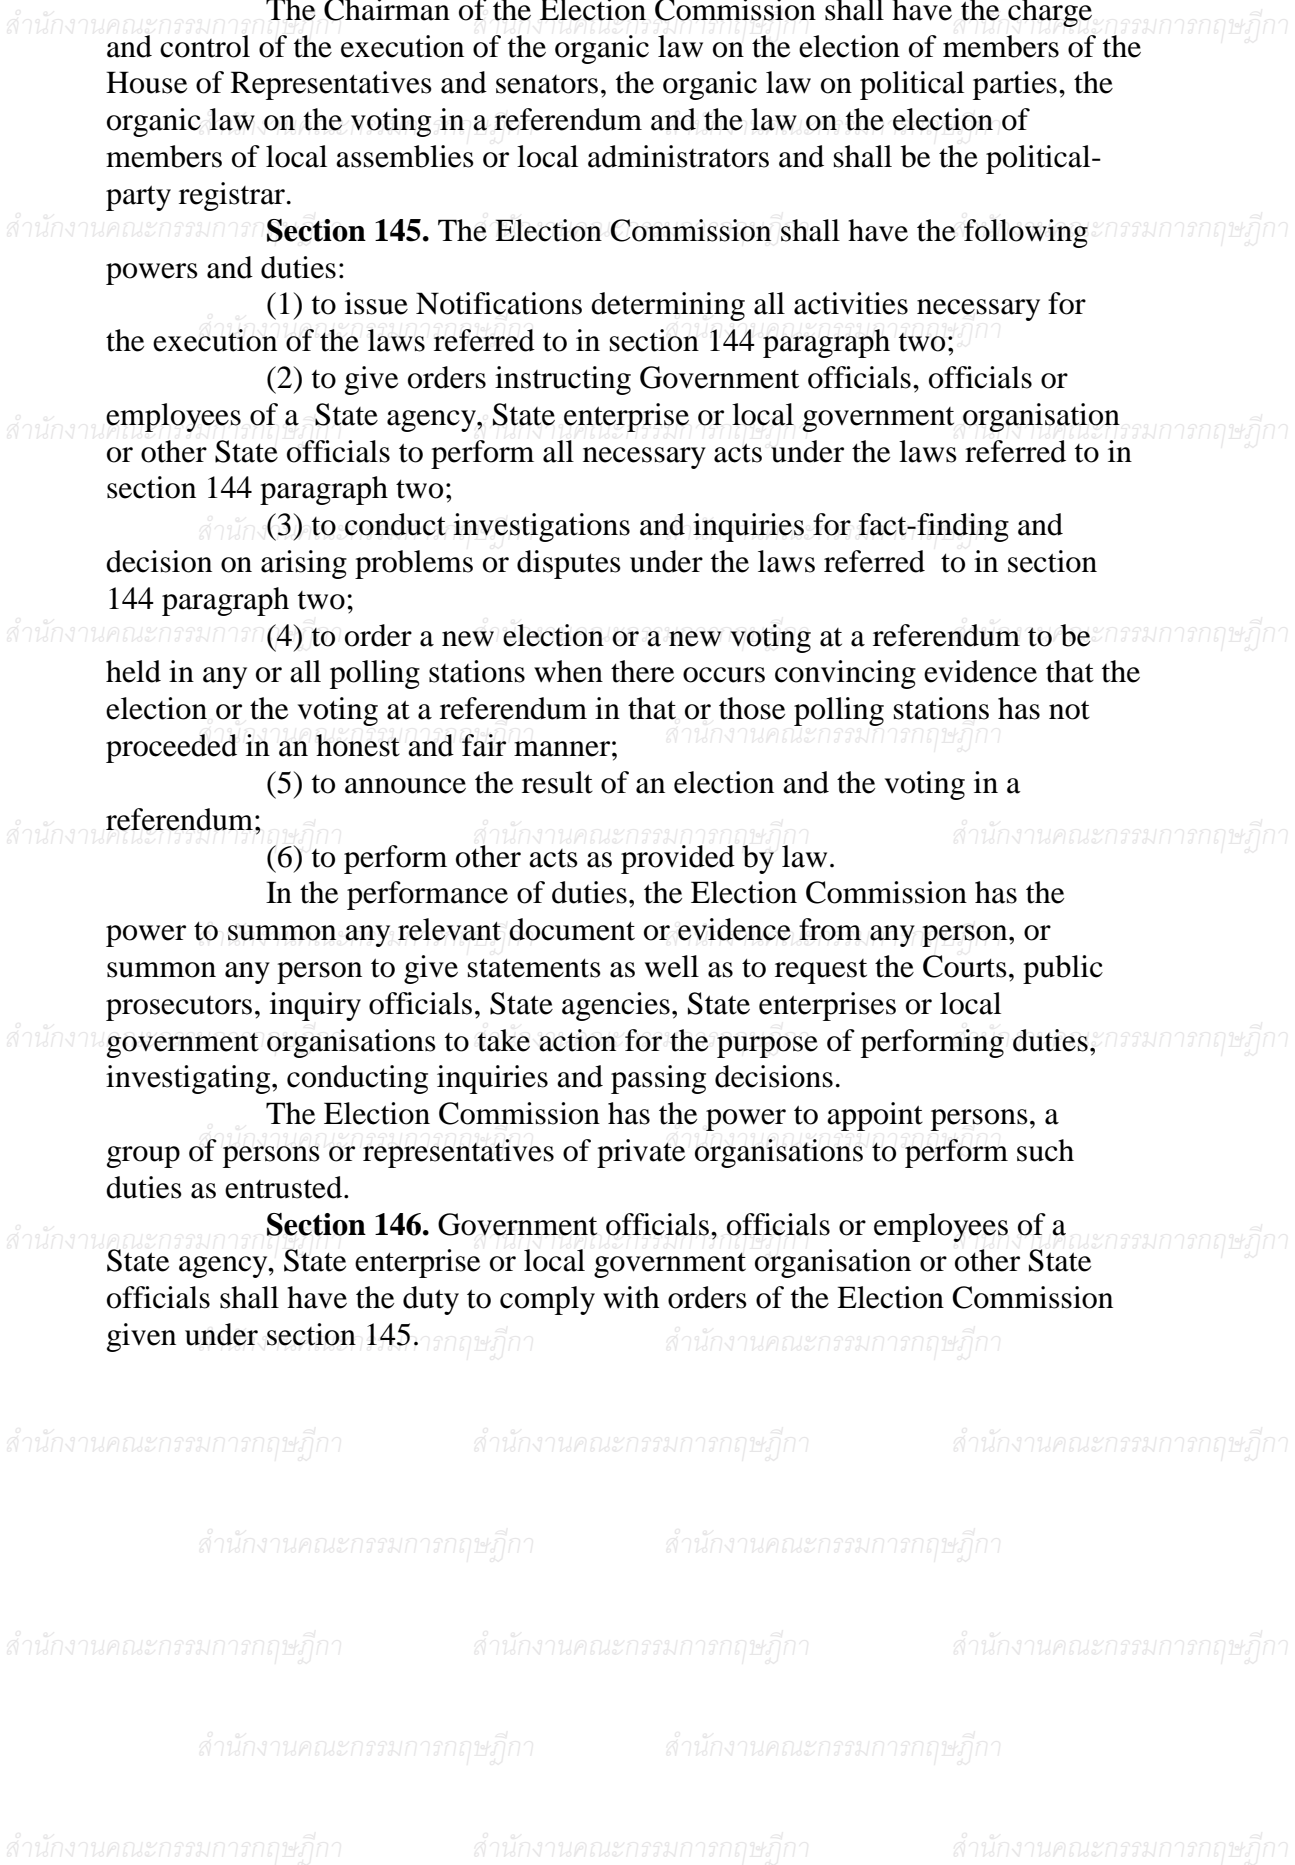 The Chairman of the Election Commission shall have the charge
and control of the execution of the organic law on the election of members of the
House of Representatives and senators, the organic law on political parties, the
organic law on the voting in a referendum and the law on the election of
members of local assemblies or local administrators and shall be the political-
party registrar.
Section 145. The Election Commission shall have the following
powers and duties:
(1) to issue Notifications determining all activities necessary for
the execution of the laws referred to in section 144 paragraph two;
(2) to give orders instructing Government officials, officials or
employees of a  State agency, State enterprise or local government organisation
or other State officials to perform all necessary acts under the laws referred to in
section 144 paragraph two;
(3) to conduct investigations and inquiries for fact-finding and
decision on arising problems or disputes under the laws referred  to in section
144 paragraph two;
(4) to order a new election or a new voting at a referendum to be
held in any or all polling stations when there occurs convincing evidence that the
election or the voting at a referendum in that or those polling stations has not
proceeded in an honest and fair manner;
(5) to announce the result of an election and the voting in a
referendum;
(6) to perform other acts as provided by law.
In the performance of duties, the Election Commission has the
power to summon any relevant document or evidence from any person, or
summon any person to give statements as well as to request the Courts, public
prosecutors, inquiry officials, State agencies, State enterprises or local
government organisations to take action for the purpose of performing duties,
investigating, conducting inquiries and passing decisions.
The Election Commission has the power to appoint persons, a
group of persons or representatives of private organisations to perform such
duties as entrusted.
Section 146. Government officials, officials or employees of a
State agency, State enterprise or local government organisation or other State
officials shall have the duty to comply with orders of the Election Commission
given under section 145.
สำนักงานคณะกรรมการกฤษฎีกา สำนักงานคณะกรรมการกฤษฎีกา สำนักงานคณะกรรมการกฤษฎีกา
สำนักงานคณะกรรมการกฤษฎีกา สำนักงานคณะกรรมการกฤษฎีกา
สำนักงานคณะกรรมการกฤษฎีกา สำนักงานคณะกรรมการกฤษฎีกา สำนักงานคณะกรรมการกฤษฎีกา
สำนักงานคณะกรรมการกฤษฎีกา สำนักงานคณะกรรมการกฤษฎีกา
สำนักงานคณะกรรมการกฤษฎีกา สำนักงานคณะกรรมการกฤษฎีกา สำนักงานคณะกรรมการกฤษฎีกา